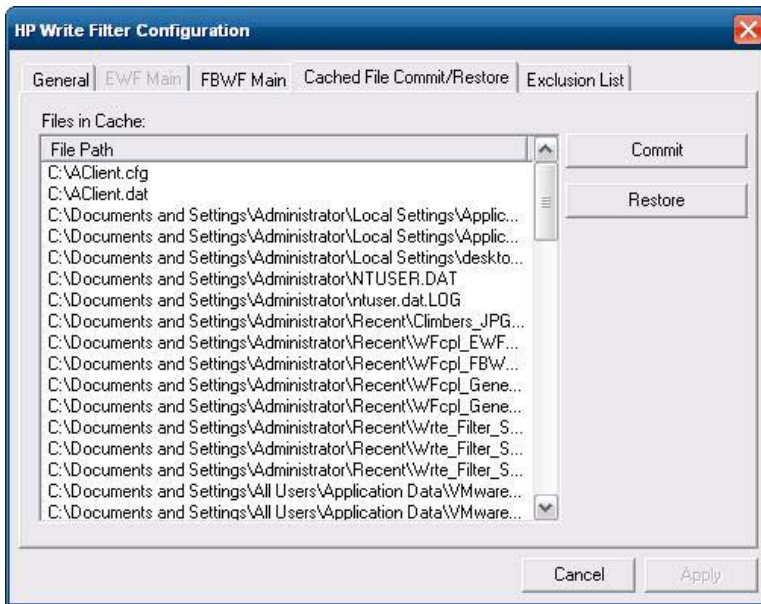 HP Write Filter Configuration
General EWF Main FBWF Main Cached File Commit/Restore Exclusion List
Files in Cache:
File Path
Commit
C:\AClient.cfg
C:\AClient.dat
Restore
C:\Documents and Settings\Administrator\Local Settings\Applic...
C:\Documents and Settings\Administrator\Local Settings\Applic...
C:\Documents and Settings\Administrator\Local Settings\deskto...
C:\Documents and Settings\Administrator\NTUSER.DAT
C:\Documents and Settings\Administrator\ntuser.dat.LOG
C:\Documents and Settings\Administrator\Recent\Climbers_JPG...
C:\Documents and Settings\Administrator\Recent\WFcpl_EWF...
C:\Documents and Settings\Administrator\Recent\WFcpl_FBW...
C:\Documents and Settings\Administrator\Recent\WFcpl_Gene...
C:\Documents and Settings\Administrator\Recent\WFcpl_Gene...
C:\Documents and Settings\Administrator\Recent\Wrte_Filter_S...
C:\Documents and Settings\Administrator\Recent\Wrte_Filter_S...
C:\Documents and Settings\Administrator\Recent\Wrte_Filter_S...
C:\Documents and Settings\All Users\Application Data\VMware...
C:\Documents and Settings\All Users\Application Data\VMware...
Cancel Apply